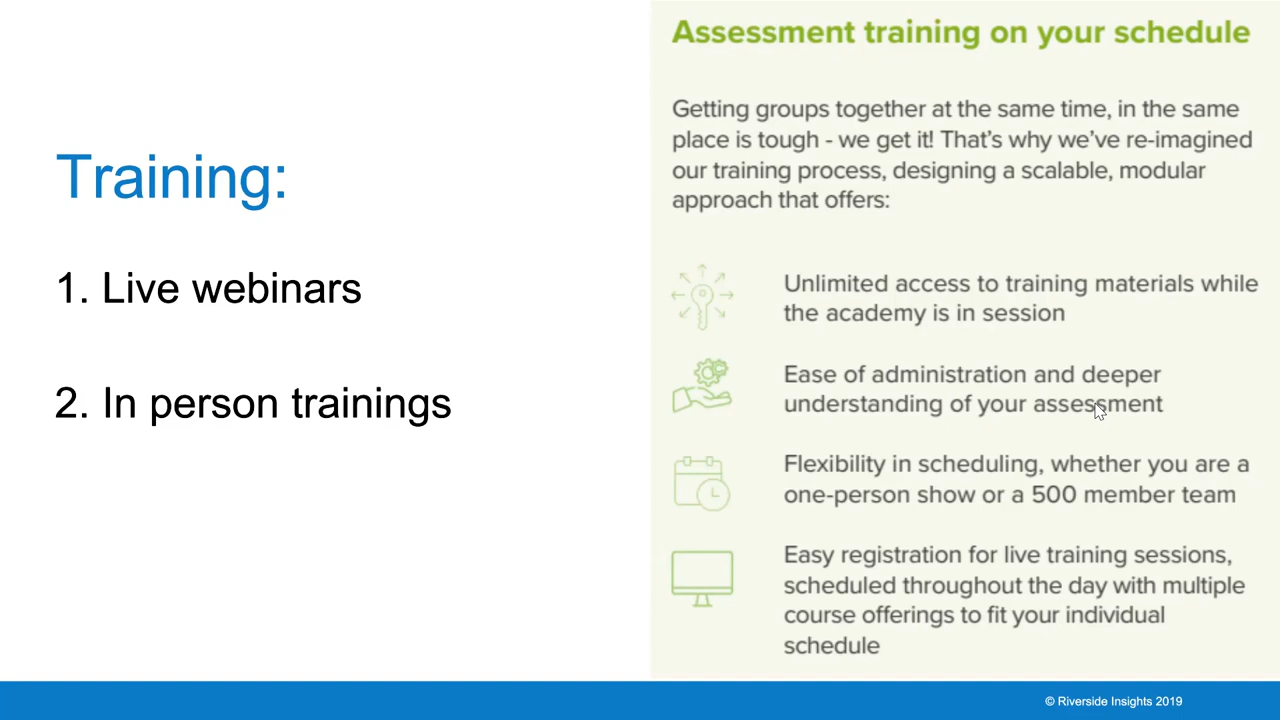 Training:
1. Live webinars
2. In person trainings
Assessment training on your schedule
Getting groups together at the same time, in the same
place is tough - we get it! That's why we've re-imagined
our training process, designing a scalable, modular
approach that offers:
Unlimited access to training materials while
the academy is in session
Ease of administration and deeper
understanding of your assessment
Flexibility in scheduling, whether you are a
one-person show or a 500 member team
Easy registration for live training sessions,
scheduled throughout the day with multiple
course offerings to fit your individual
schedule
© Riverside Insights 2019